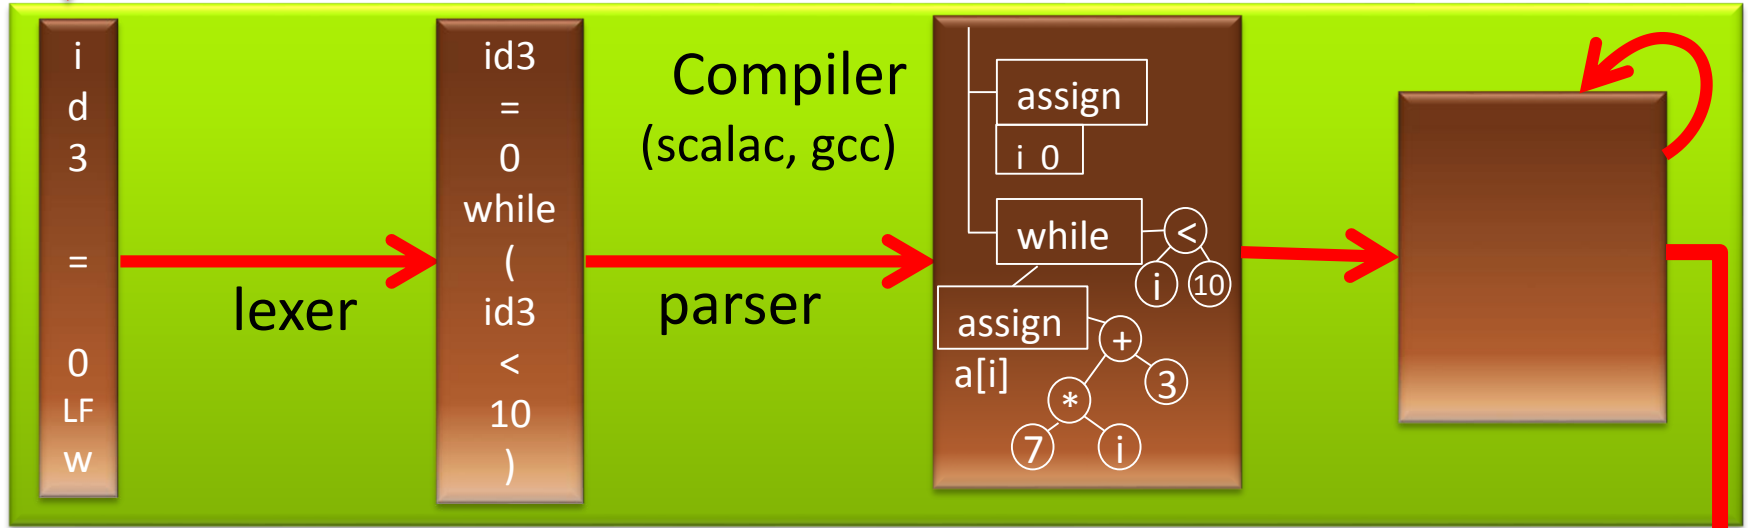 i
d
3
=
0
LF
w
lexer
id3
=
0
while
(
id3
<
10
)
Compiler
(scalac, gcc)
parser
assign
i 0
while
<
i
10
assign
a[i]
+
3
*
7
i